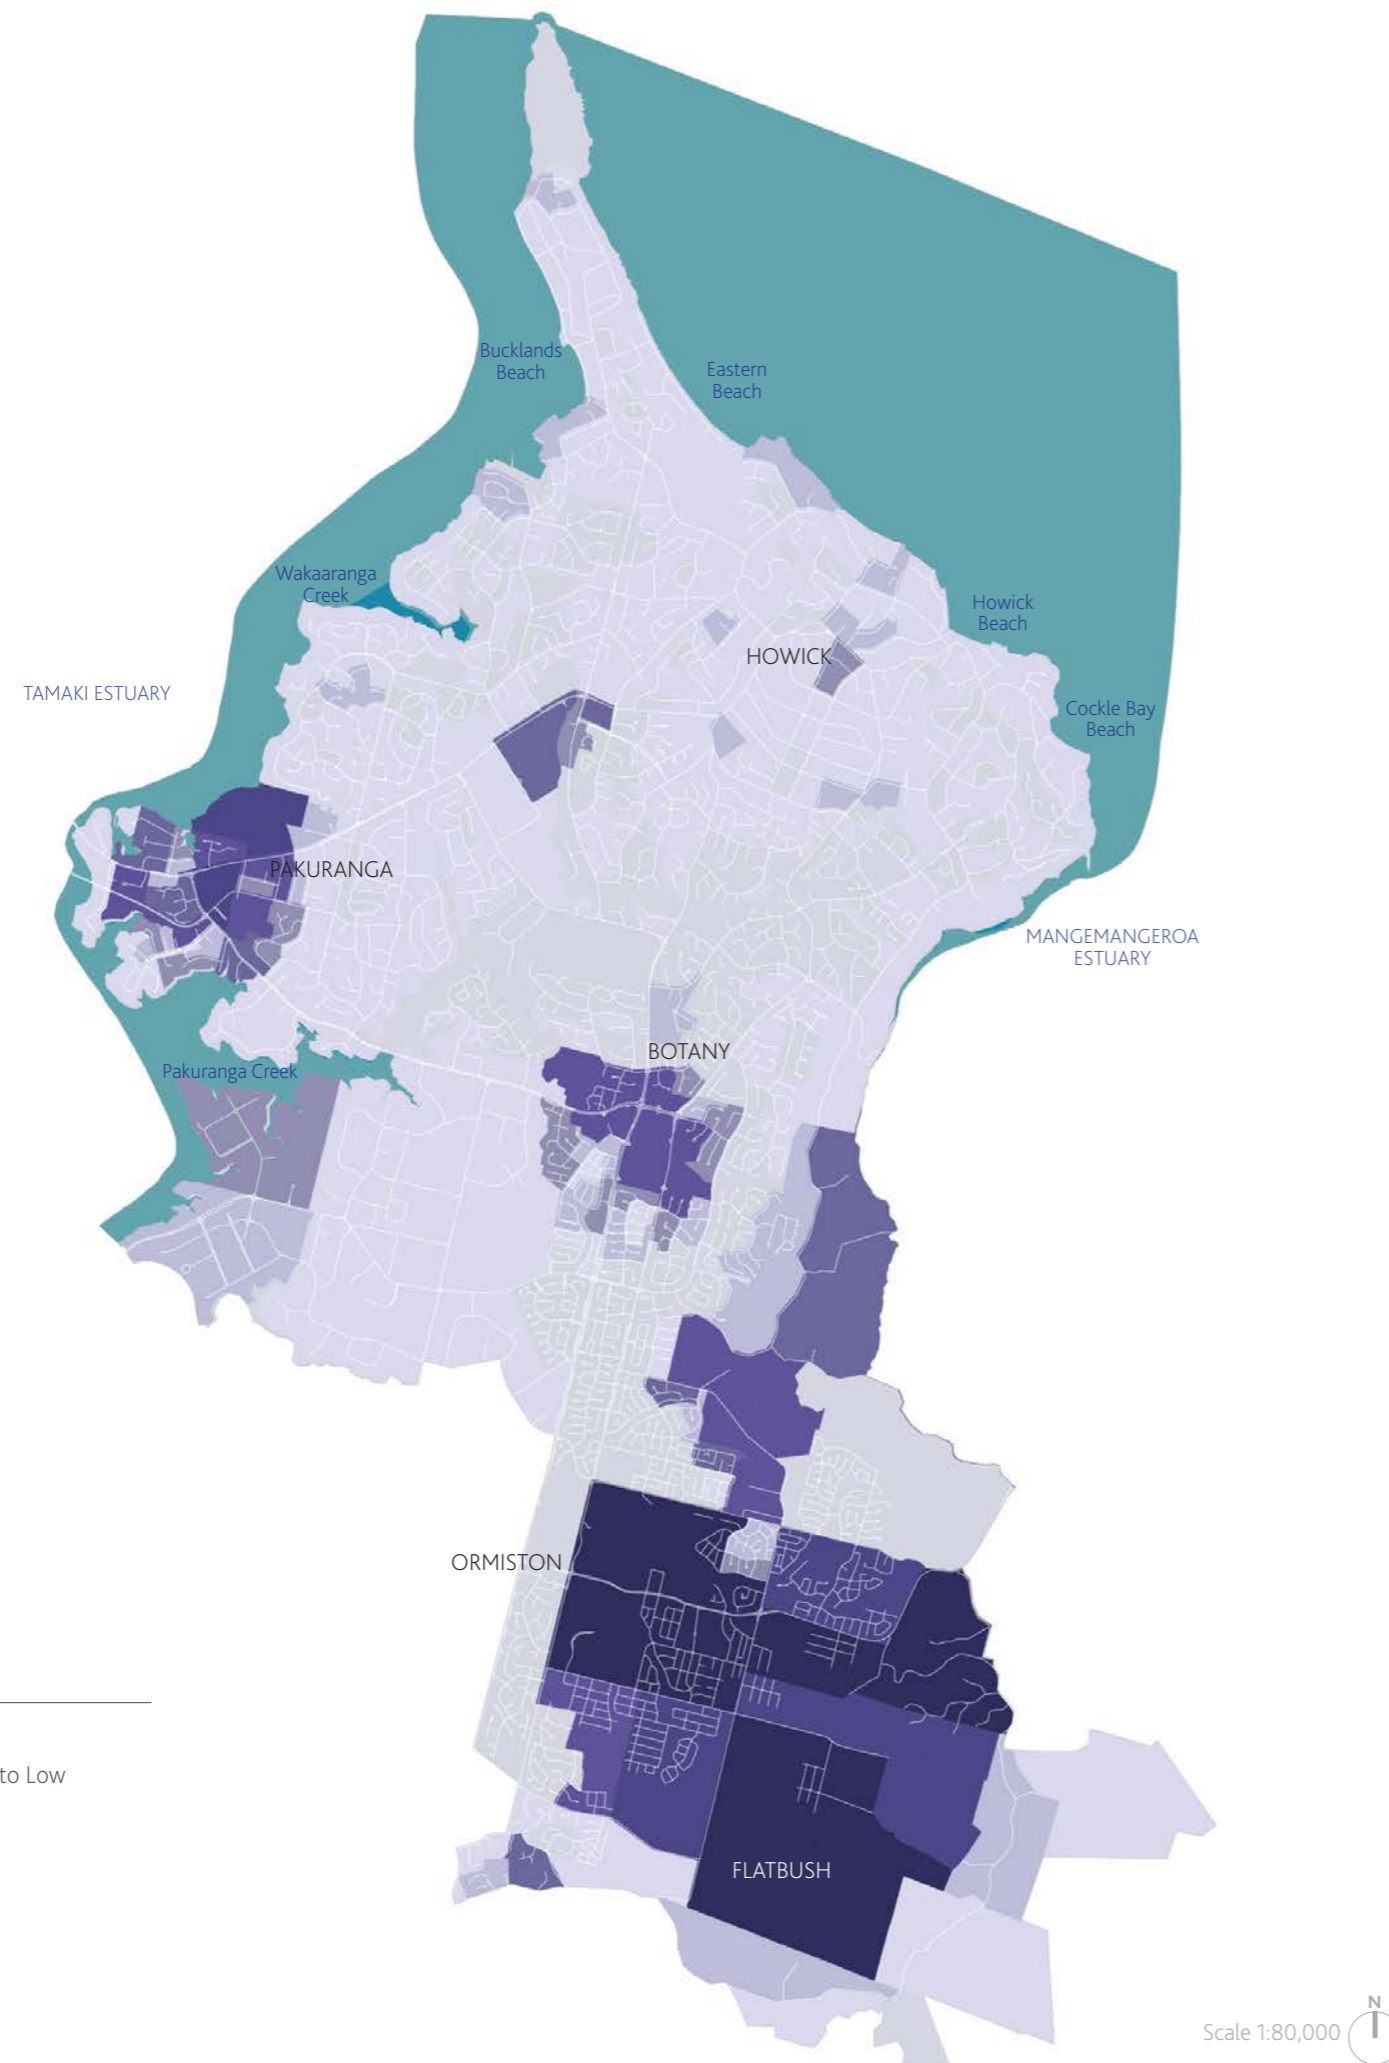 Bucklands
Beach
Eastern
Beach
Wakaaranga
Creek
Howick
Beach
HOWICK
TAMAKI ESTUARY
Cockle Bay
Beach
PAKURANGA
MANGEMANGEROA
ESTUARY
BOTANY
Pakuranga Creek
ORMISTON
to Low
FLATBUSH
N
Scale 1:80,000